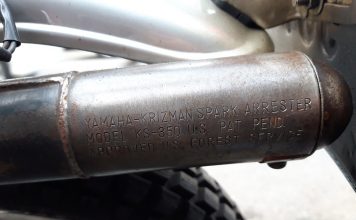 YAMAHA-KRIZMAN SPARK ARRESTER
MODEL KS-350 U.S. PAT. PEND.
APPROVED U.S. FOREST SERVICE